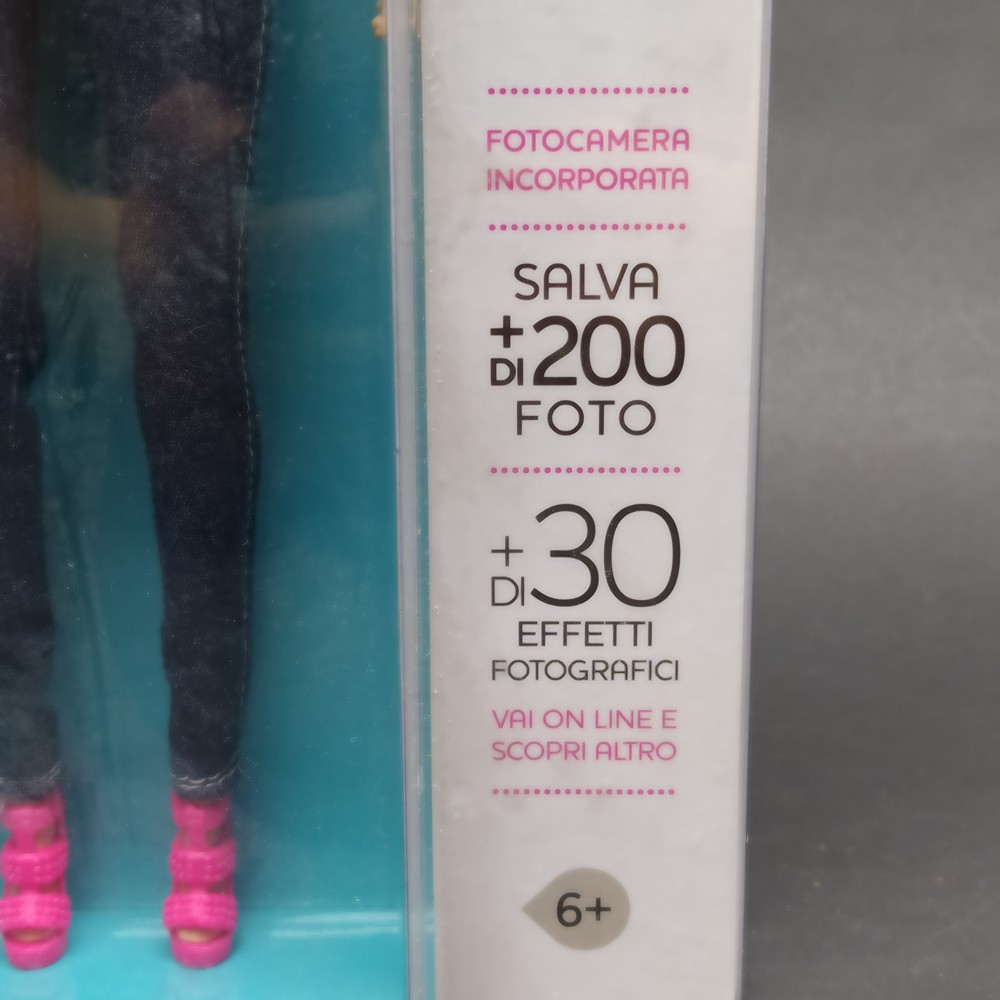 FOTOCAMERA
INCORPORATA
SALVA
+ DI 200
FOTO
+ DI 30
EFFETTI
FOTOGRAFICI
VAI ON LINE E
SCOPRI ALTRO
6+